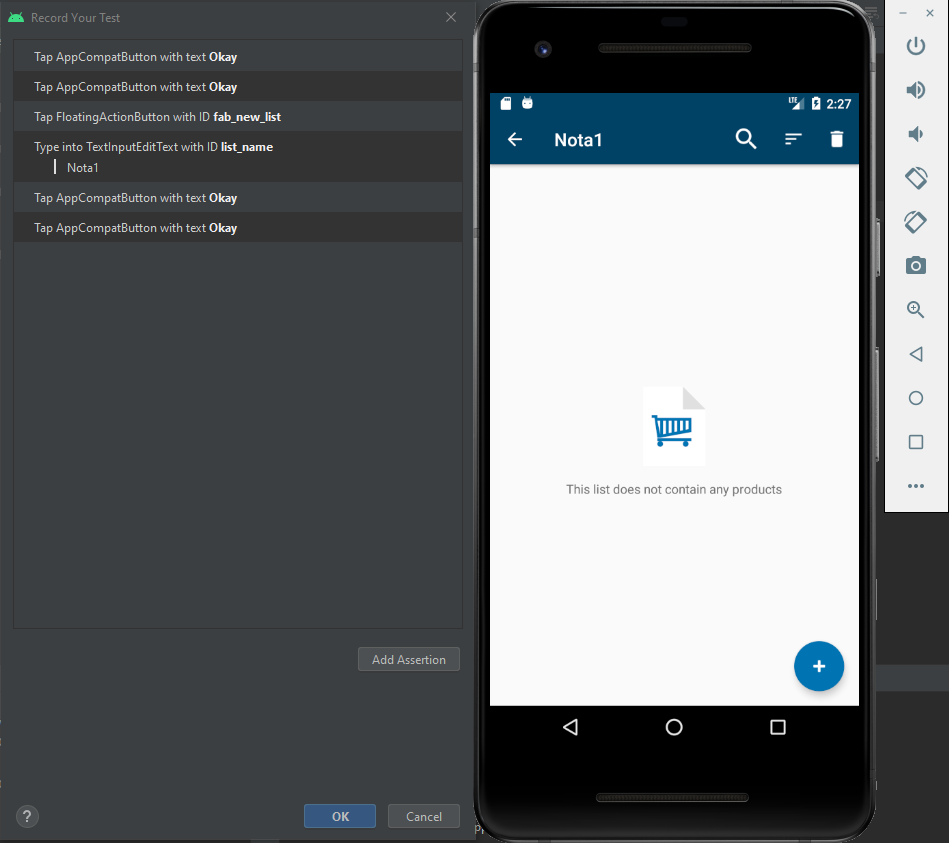 Record Your Test
Tap AppCompatButton with text Okay
Tap AppCompatButton with text Okay
Tap FloatingActionButton with ID fab_new_list
Type into TextInputEditText with ID list_name
Nota1
Tap AppCompatButton with text Okay
Tap AppCompatButton with text Okay
Add Assertion
?
OK
Cancel
LTE 2:27
Nota1
This list does not contain any products